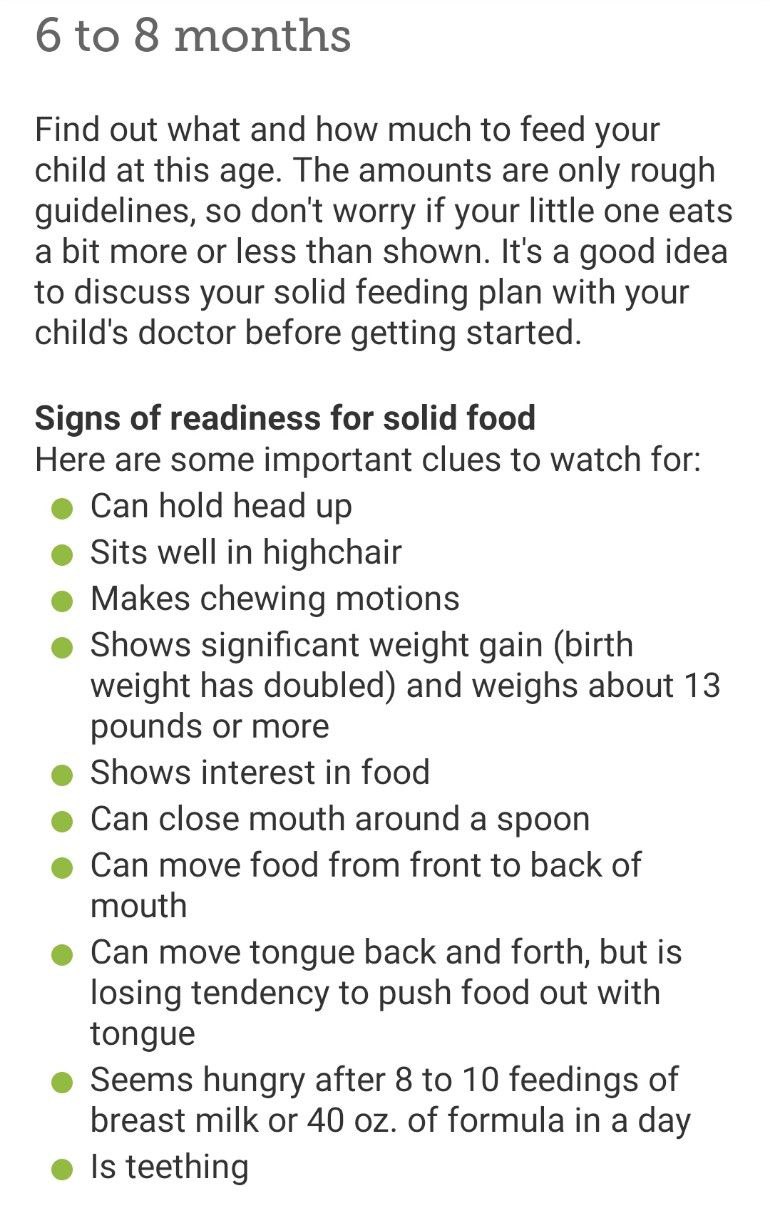 6 to 8 months
Find out what and how much to feed your
child at this age. The amounts are only rough
guidelines, so don't worry if your little one eats
a bit more or less than shown. It's a good idea
to discuss your solid feeding plan with your
child's doctor before getting started.
Signs of readiness for solid food
Here are some important clues to watch for:
Can hold head up
Sits well in highchair
Makes chewing motions
Shows significant weight gain (birth
weight has doubled) and weighs about 13
pounds or more
Shows interest in food
Can close mouth around a spoon
Can move food from front to back of
mouth
Can move tongue back and forth, but is
losing tendency to push food out with
tongue
Seems hungry after 8 to 10 feedings of
breast milk or 40 oz. of formula in a day
Is teething